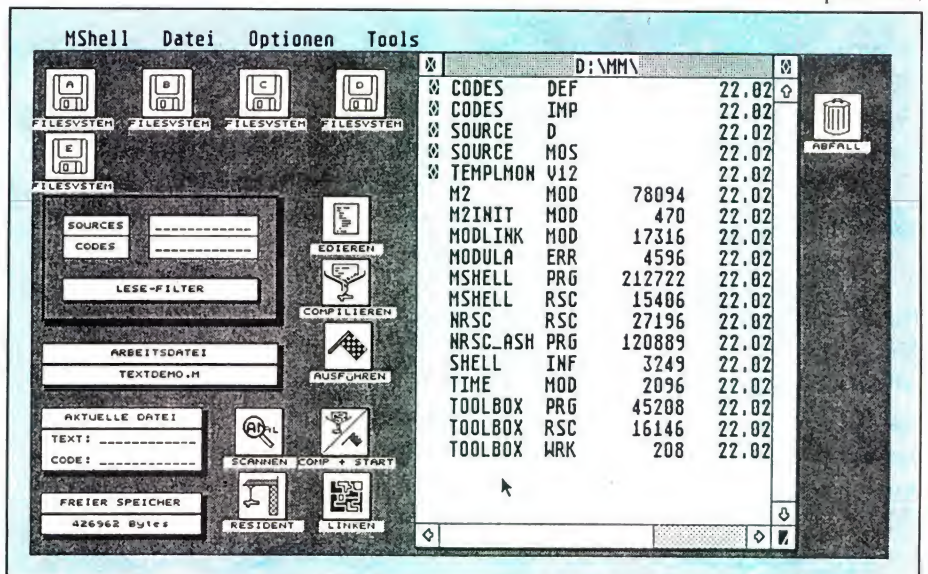 MShell Datei Optionen Tools
A B C D
FILESYSTEM FILESYSTEM FILESYSTEM FILESYSTEM
E
FILESYSTEM
SOURCES
CODES
LESE-FILTER
ARBEITSDATEI
TEXTDEMO.M
AKTUELLE DATEI
TEXT:
CODE:
FREIER SPEICHER
426962 Bytes
EDIEREN
COMPILIEREN
AUSFÜHREN
SCANNEN COMP + START
RESIDENT LINKEN
D:\MM\
CODES DEF 22.02
CODES IMP 22.02
SOURCE D 22.02
SOURCE MOS 22.02
TEMPLMON V12 22.02
M2 MOD 78094 22.02
M2INIT MOD 470 22.02
MODLINK MOD 17316 22.02
MODULA ERR 4596 22.02
MSHELL PRG 212722 22.02
MSHELL RSC 15406 22.02
NRSC RSC 27196 22.02
NRSC_ASH PRG 120889 22.02
SHELL INF 3249 22.02
TIME MOD 2096 22.02
TOOLBOX PRG 45208 22.02
TOOLBOX RSC 16146 22.02
TOOLBOX WRK 208 22.02
ABFALL